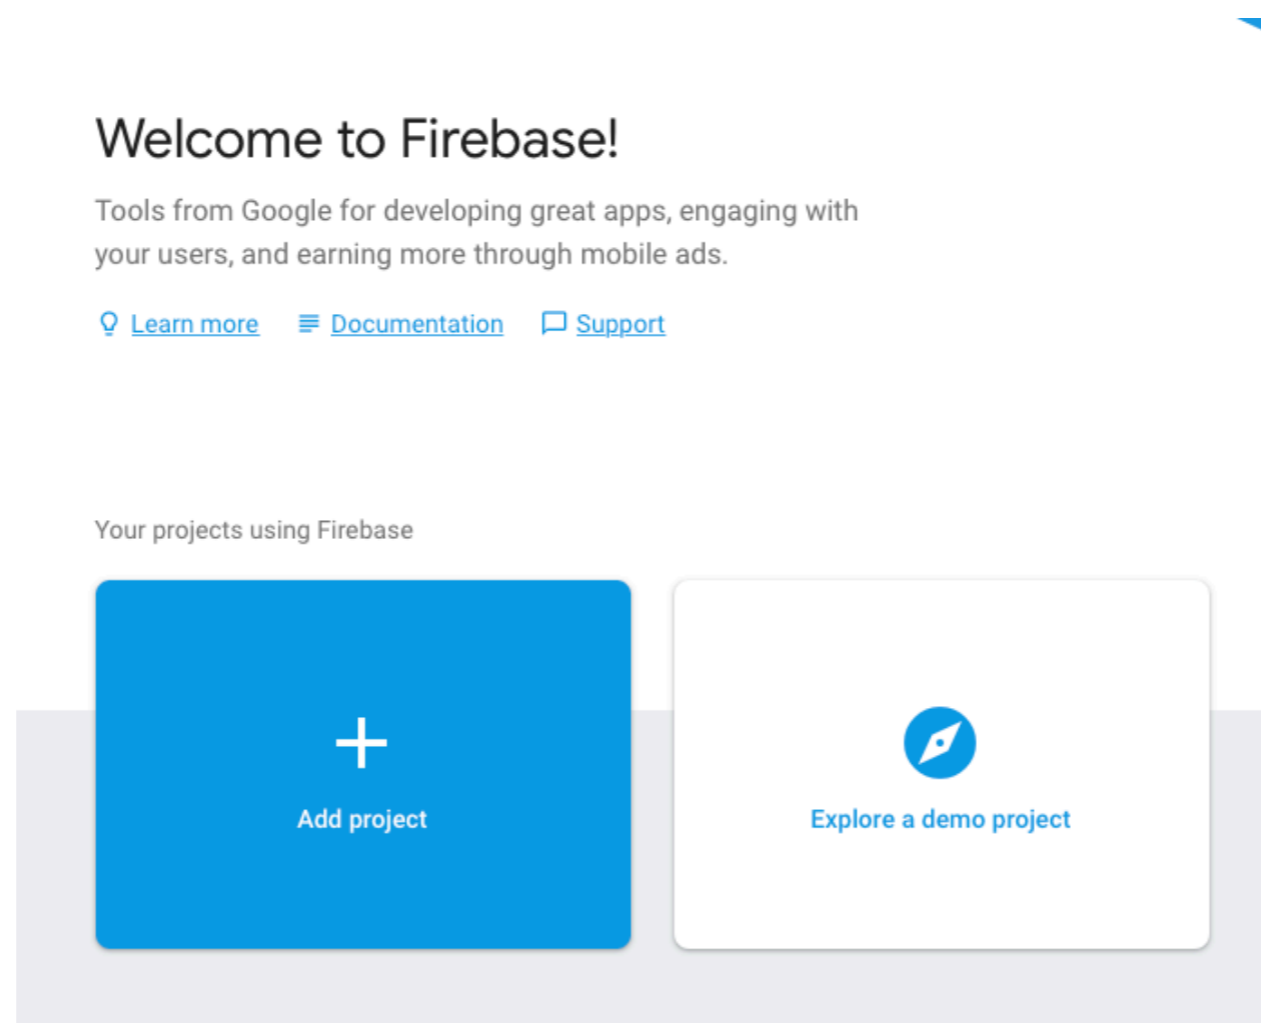 Welcome to Firebase!
Tools from Google for developing great apps, engaging with
your users, and earning more through mobile ads.
Learn more Documentation Support
Your projects using Firebase
Add project
Explore a demo project